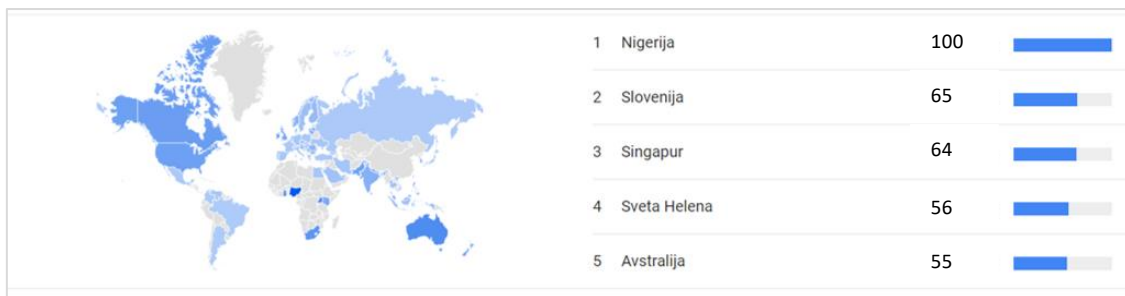 1 Nigerija 100
2 Slovenija 65
3 Singapur 64
4 Sveta Helena 56
5 Avstralija 55